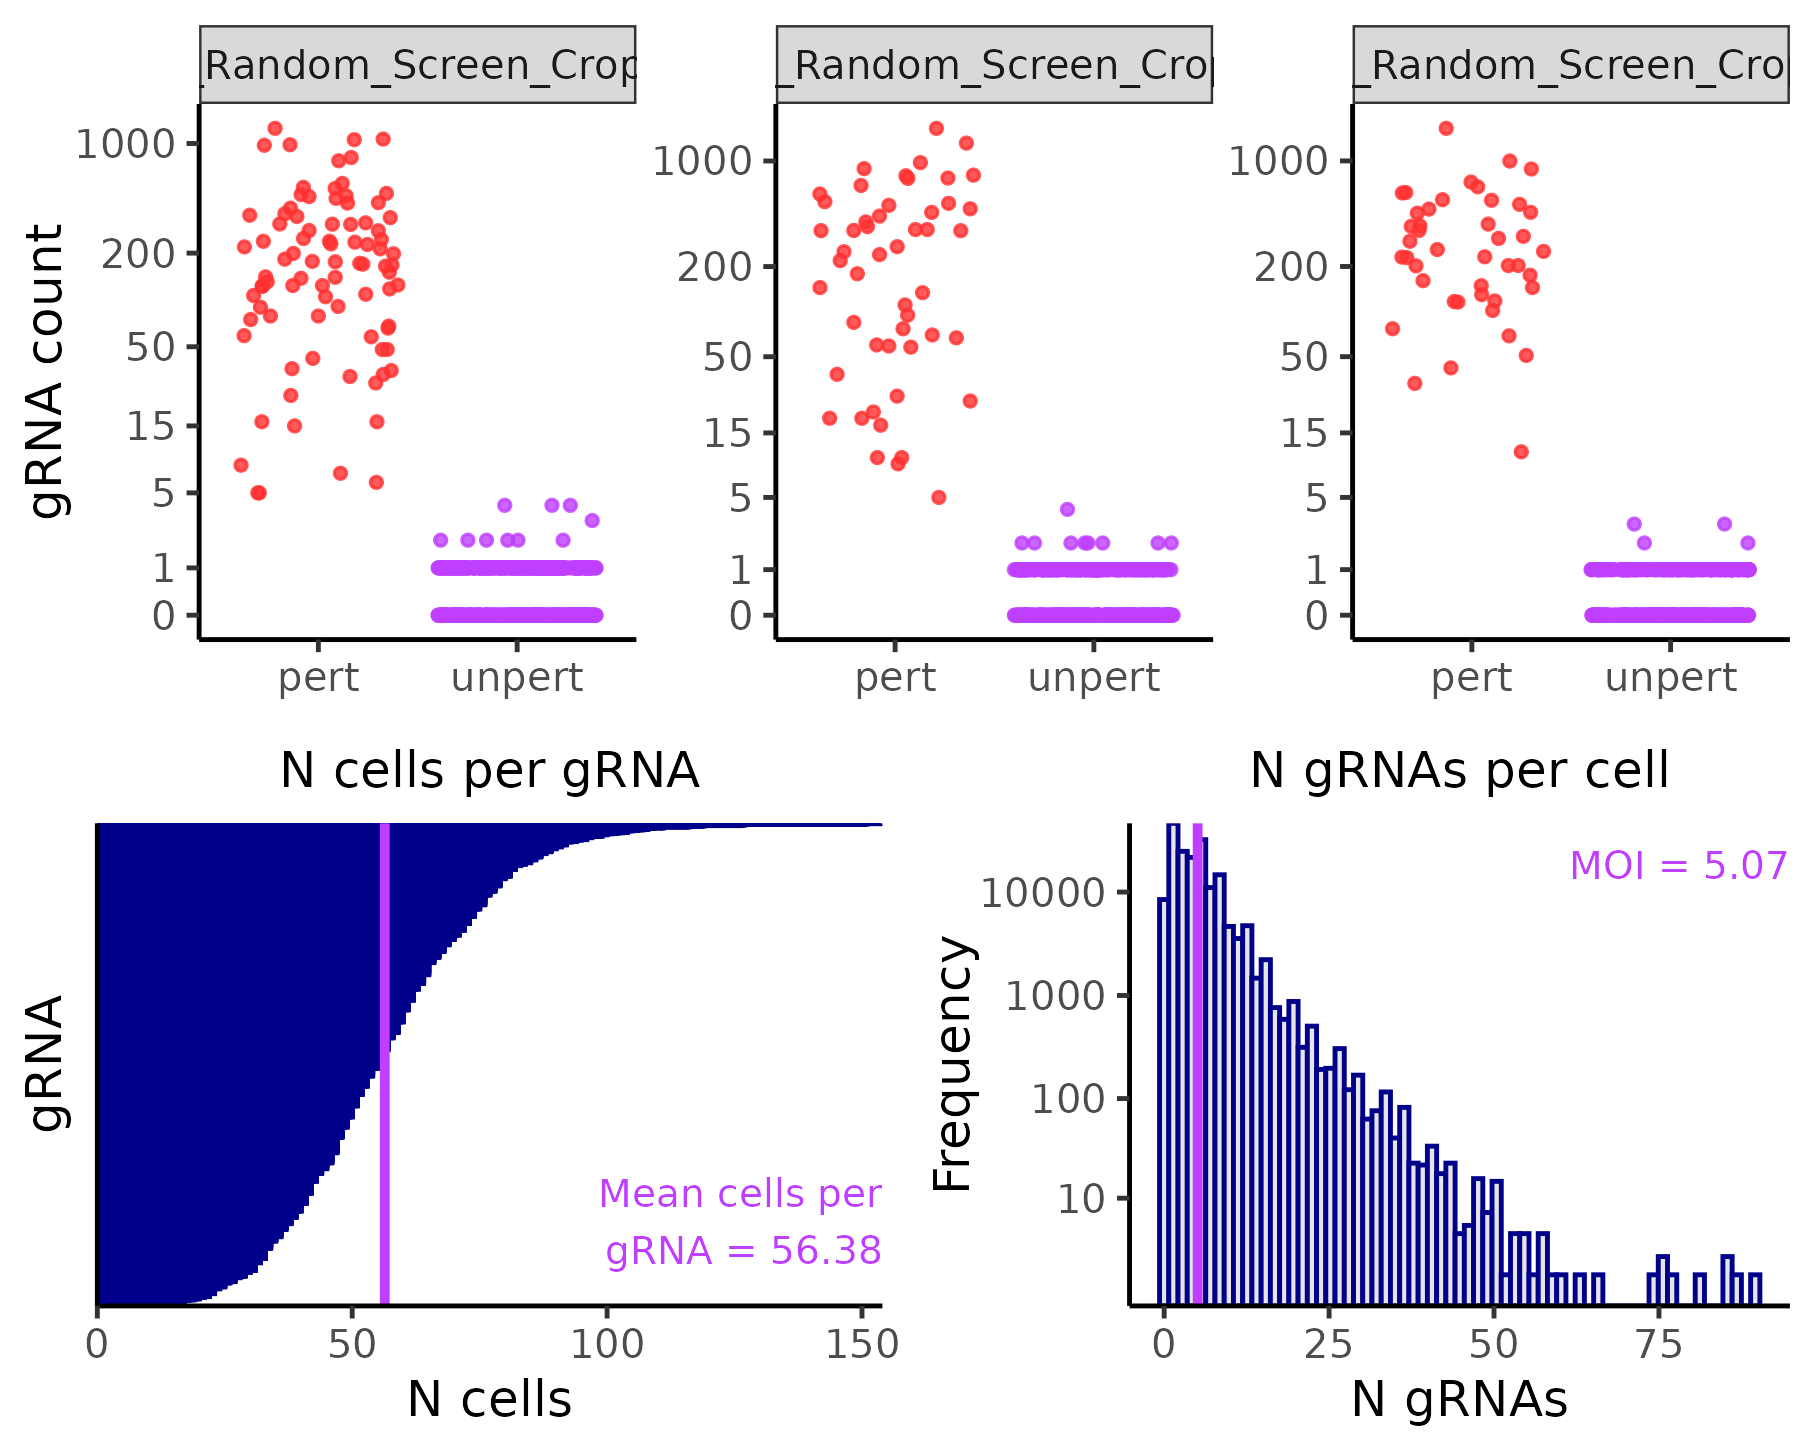 _Random_Screen_Crop
_Random_Screen_Crop
_Random_Screen_Cro
gRNA count
1000
200
50
15
5
1
0
pert unpert
1000
200
50
15
5
1
0
pert unpert
1000
200
50
15
5
1
0
pert unpert
N cells per gRNA
gRNA
Mean cells per
gRNA = 56.38
0 50 100 150
N cells
N gRNAs per cell
Frequency
MOI = 5.07
10000
1000
100
10
0 25 50 75
N gRNAs